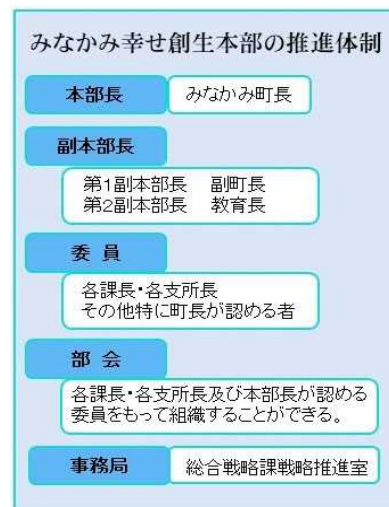 みなかみ幸せ創生本部の推進体制
本部長 みなかみ町長
副本部長
第1副本部長 副町長
第2副本部長 教育長
委 員
各課長・各支所長
その他特に町長が認める者
部 会
各課長・各支所長及び本部長が認める
委員をもって組織することができる。
事務局 総合戦略課戦略推進室